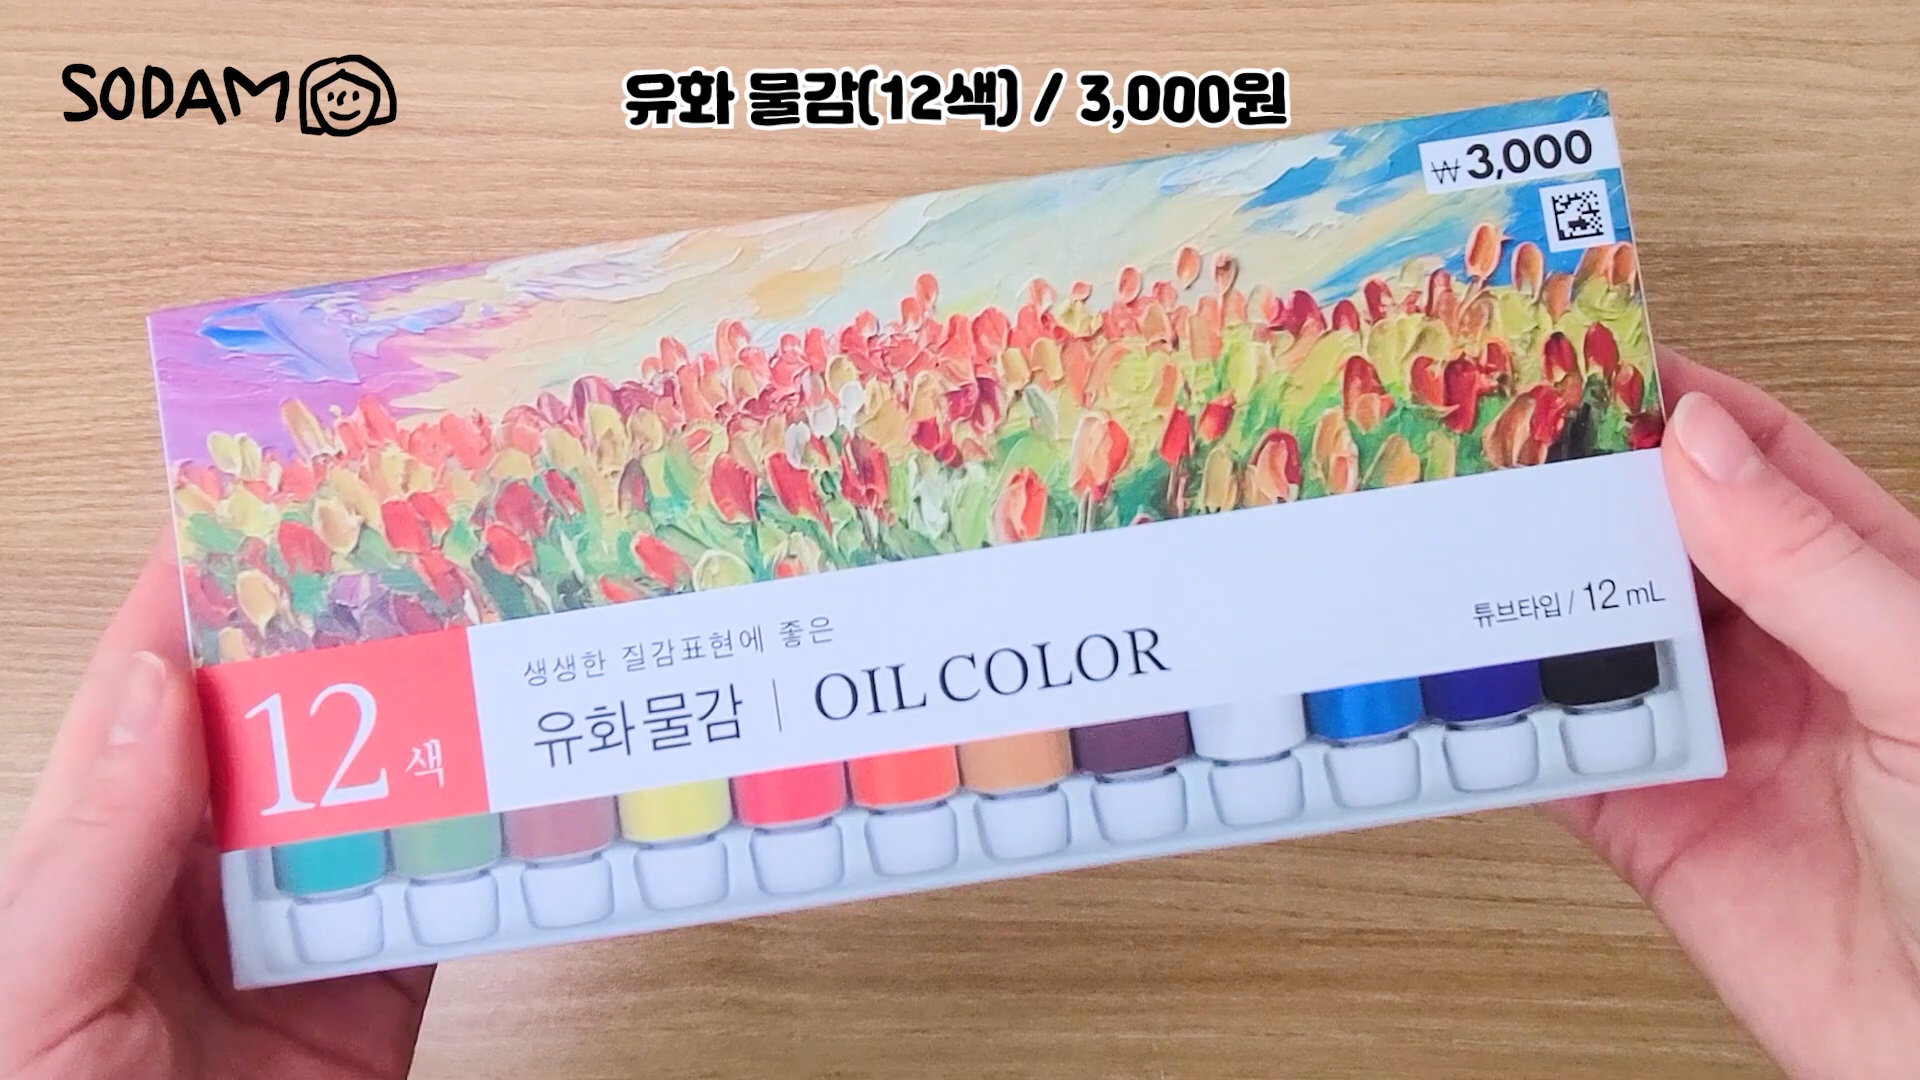 SODAM
유화 물감(12색) / 3,000원
₩3,000
튜브타입 / 12 mL
생생한 질감표현에 좋은
유화물감 | OIL COLOR
12색